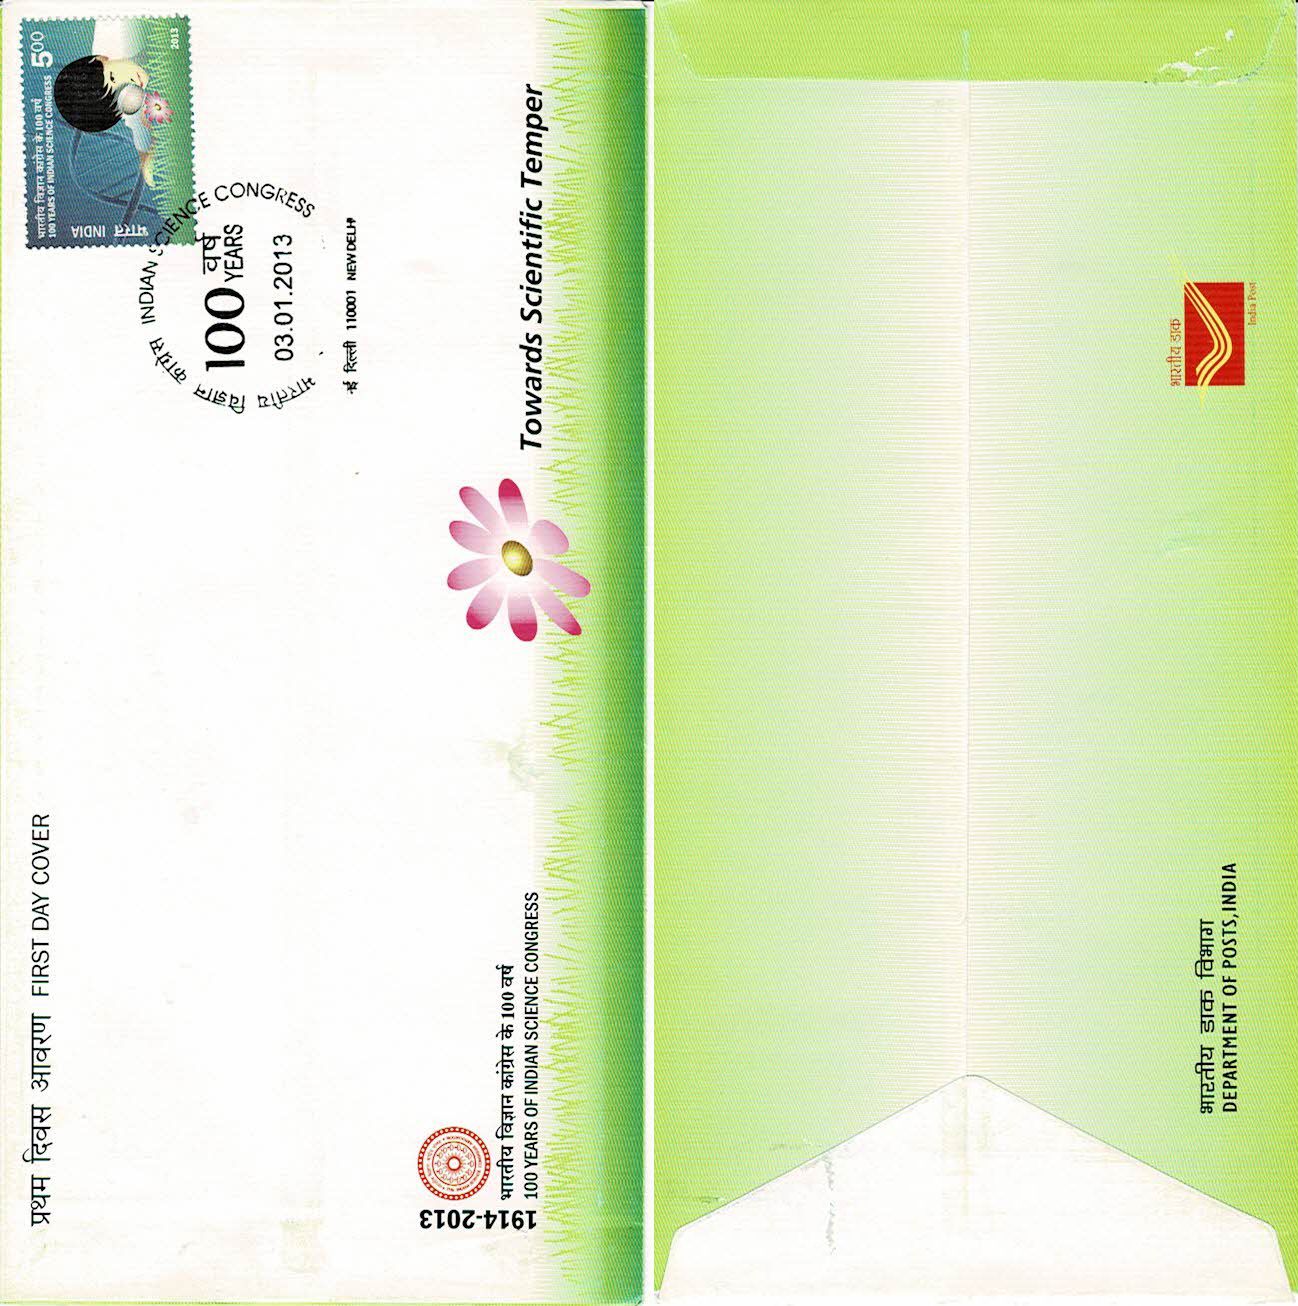 प्रथम दिवस आवरण FIRST DAY COVER
भारतीय विज्ञान कांग्रेस के 100 वर्ष
100 YEARS OF INDIAN SCIENCE CONGRESS
500
भारत INDIA
2013
भारतीय विज्ञान कांग्रेस INDIAN SCIENCE CONGRESS
100 वर्ष
YEARS
03.01.2013
नई दिल्ली 110001 NEW DELHI
1914-2013
भारतीय विज्ञान कांग्रेस के 100 वर्ष
100 YEARS OF INDIAN SCIENCE CONGRESS
Towards Scientific Temper
भारतीय डाक विभाग
DEPARTMENT OF POSTS, INDIA
भारतीय डाक
India Post